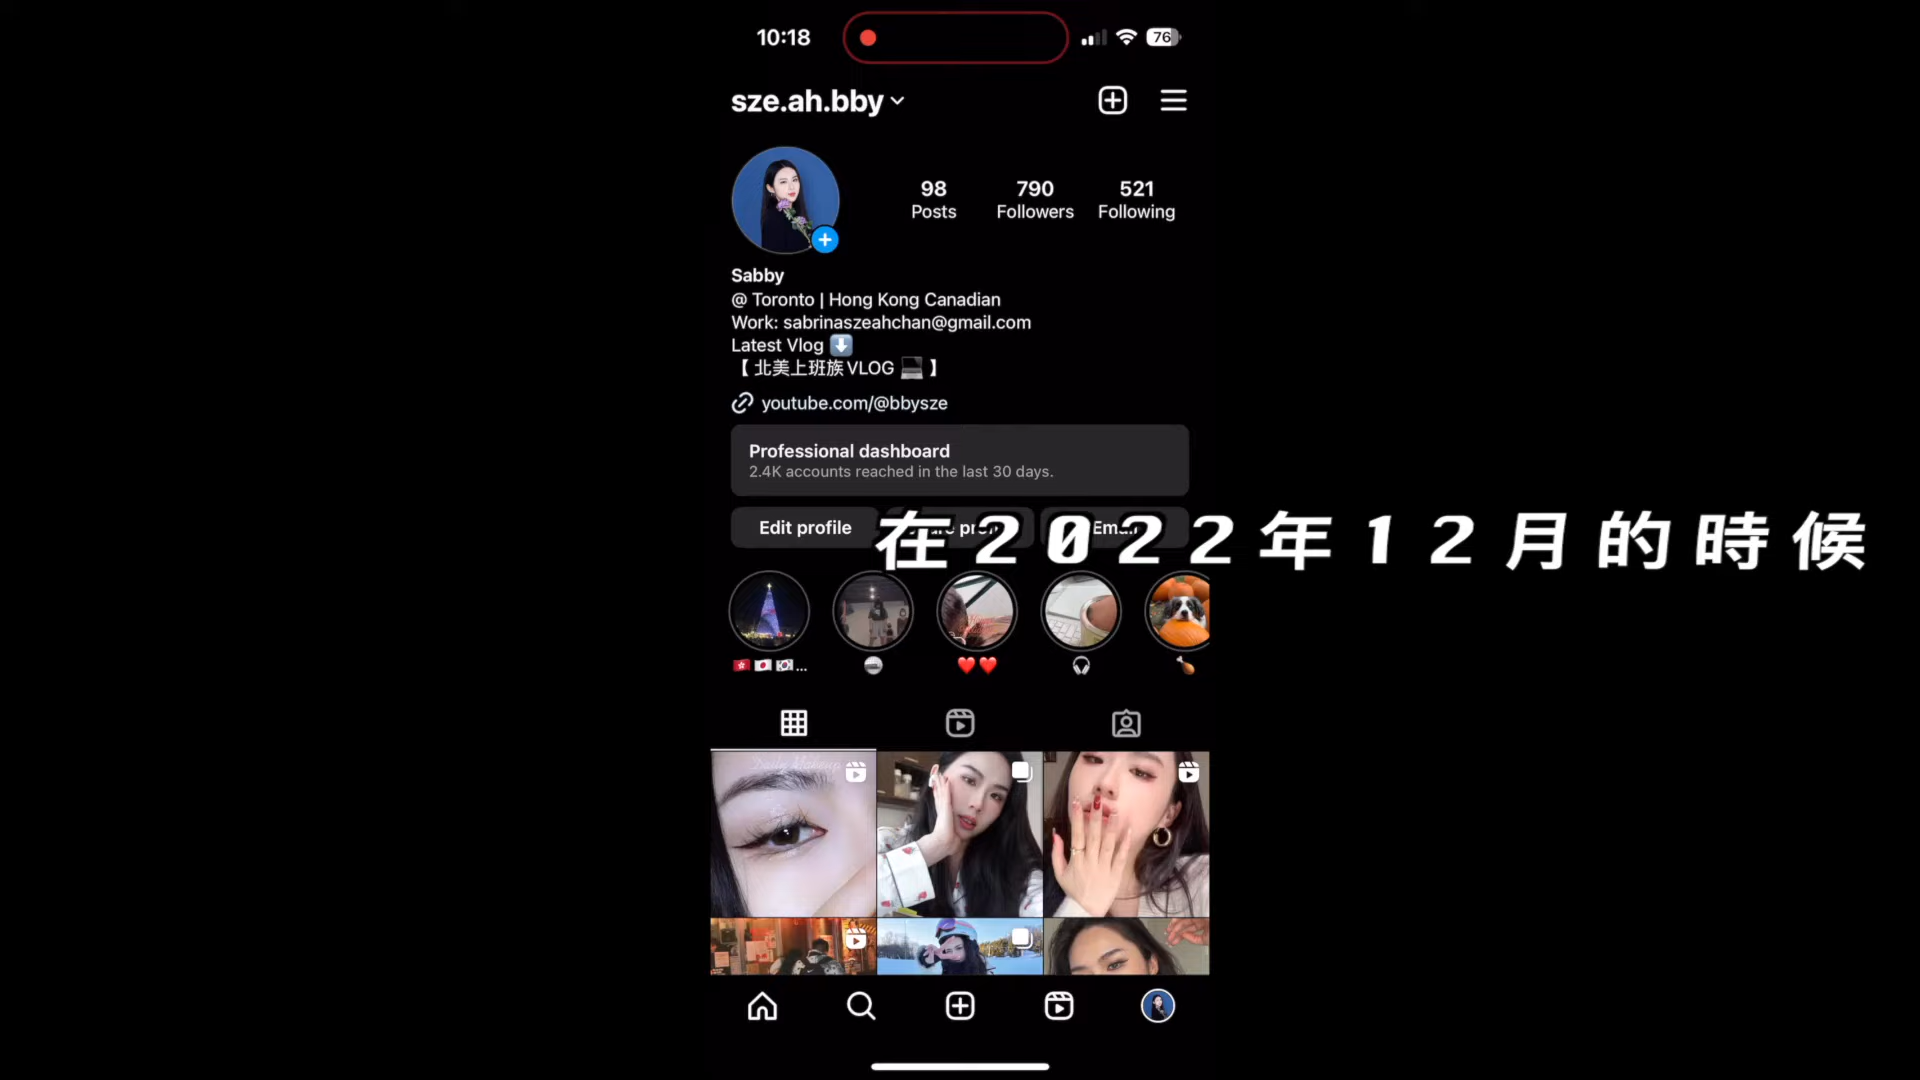 10:18
76
sze.ah.bby
98
Posts
790
Followers
521
Following
Sabby
@ Toronto | Hong Kong Canadian
Work: sabrinaszeahchan@gmail.com
Latest Vlog ⬇️
【 北美上班族VLOG 💻 】
youtube.com/@bbysze
Professional dashboard
2.4K accounts reached in the last 30 days.
Edit profile
Email
在2022年12月的時候
Daily Makeup